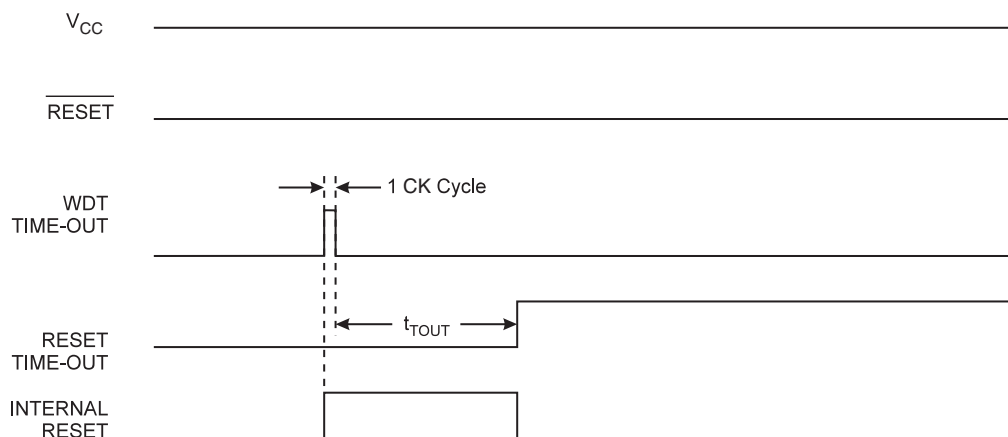 VCC
RESET
1 CK Cycle
WDT
TIME-OUT
tTOUT
RESET
TIME-OUT
INTERNAL
RESET